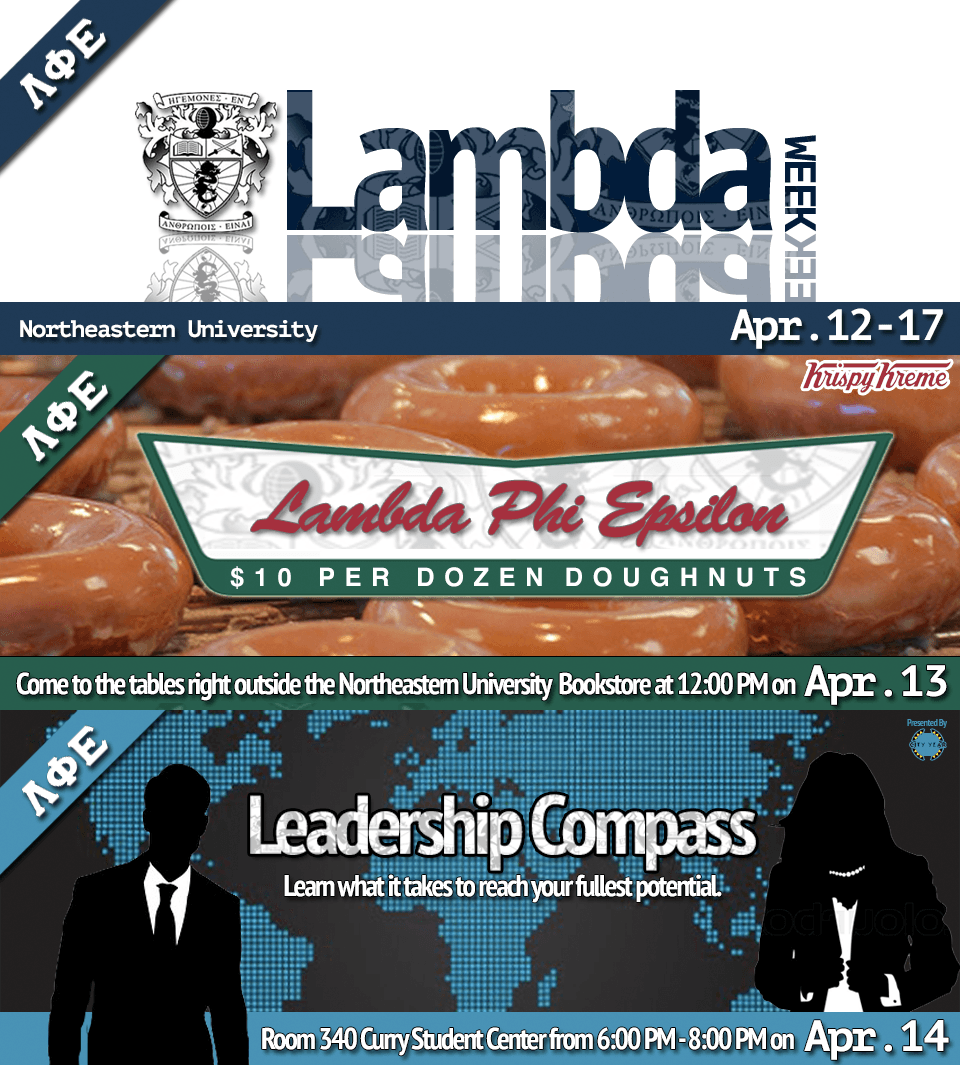 ΛΦΕ
ΗΓΕΜΟΝΕΣ · ΕΝ
ΑΝΘΡΩΠΟΙΣ · ΕΙΝΑΙ
Lambda
WEEK
Northeastern University
Apr.12-17
ΛΦΕ
Krispy Kreme
Lambda Phi Epsilon
$10 PER DOZEN DOUGHNUTS
Come to the tables right outside the Northeastern University Bookstore at 12:00 PM on Apr.13
ΛΦΕ
Presented By
CITY YEAR
Leadership Compass
Learn what it takes to reach your fullest potential.
Room 340 Curry Student Center from 6:00 PM - 8:00 PM on Apr.14